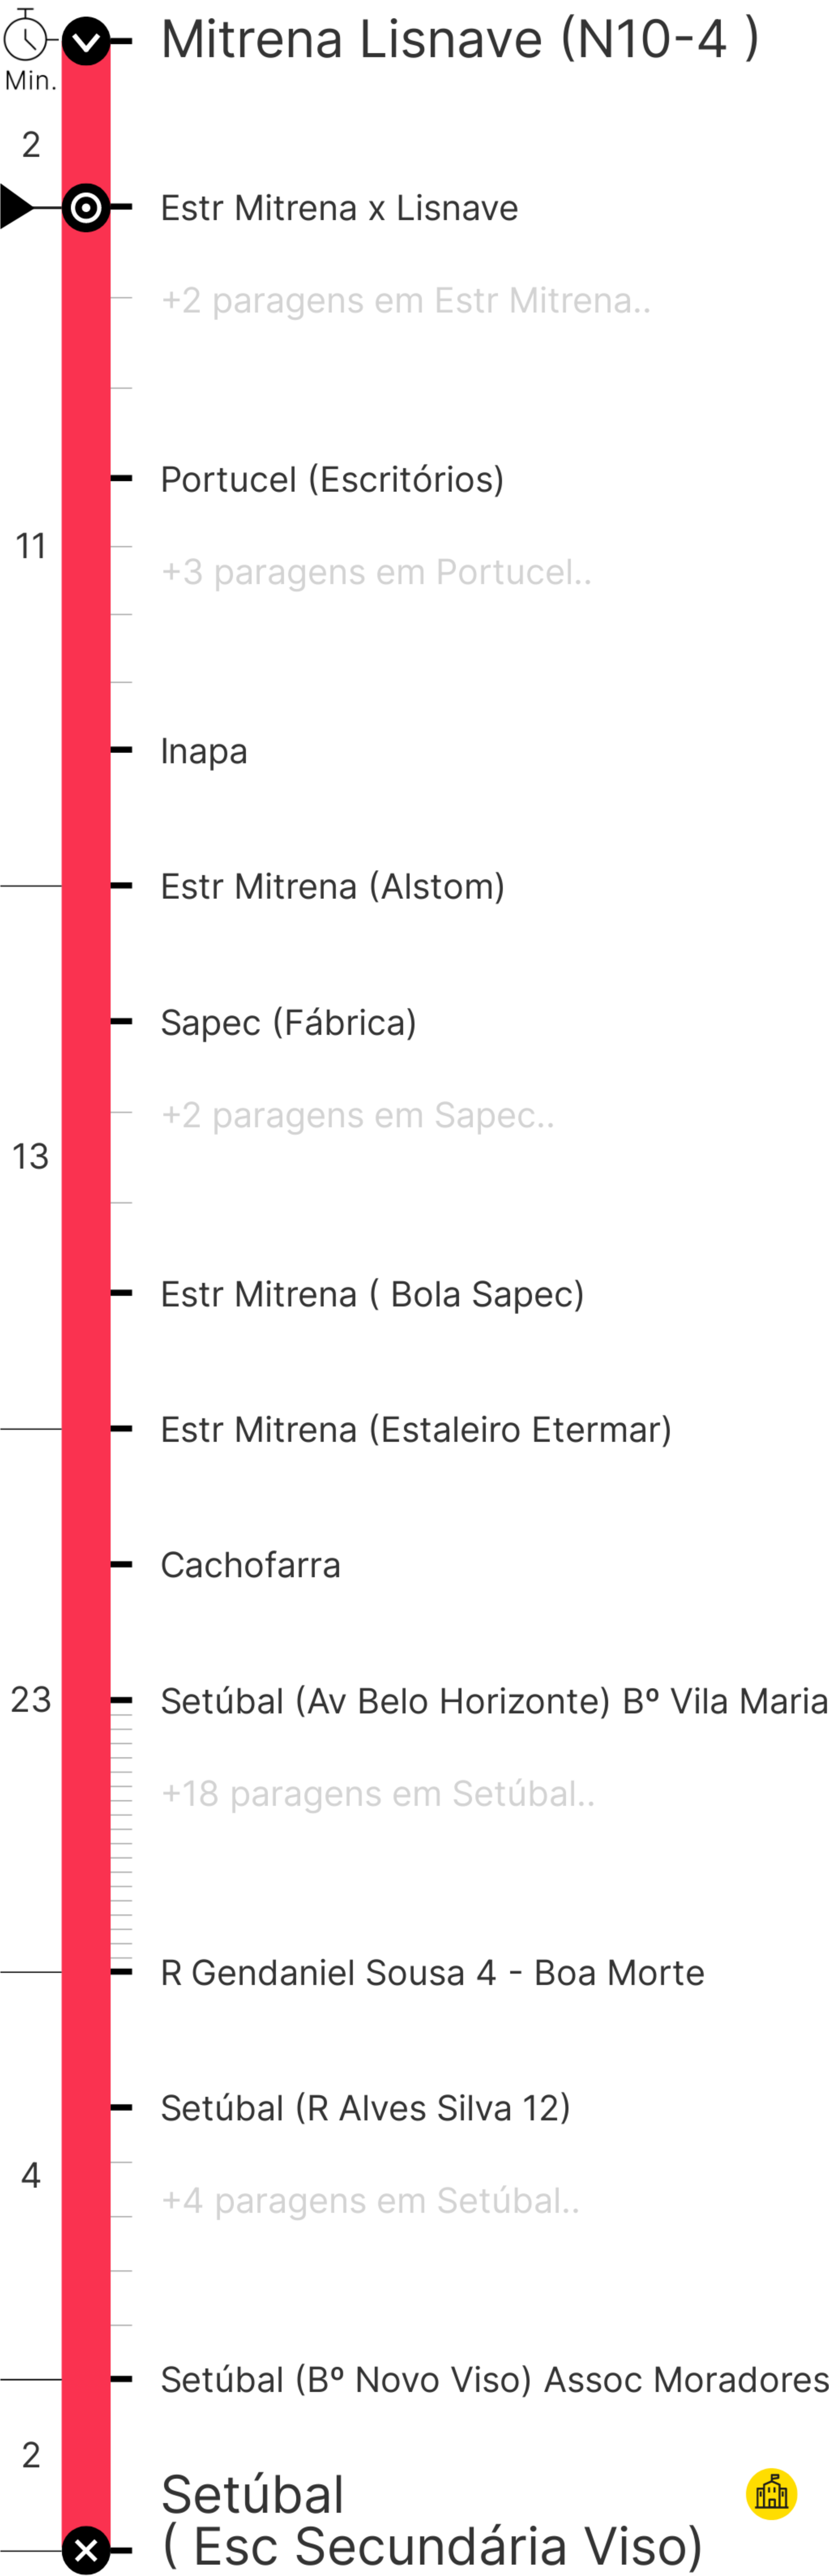 Mitrena Lisnave (N10-4 )
Min.
2
Estr Mitrena x Lisnave
+2 paragens em Estr Mitrena..
Portucel (Escritórios)
11
+3 paragens em Portucel..
Inapa
Estr Mitrena (Alstom)
Sapec (Fábrica)
+2 paragens em Sapec..
13
Estr Mitrena ( Bola Sapec)
Estr Mitrena (Estaleiro Etermar)
Cachofarra
23
Setúbal (Av Belo Horizonte) Bº Vila Maria
+18 paragens em Setúbal..
R Gendaniel Sousa 4 - Boa Morte
Setúbal (R Alves Silva 12)
4
+4 paragens em Setúbal..
Setúbal (Bº Novo Viso) Assoc Moradores
2
Setúbal
( Esc Secundária Viso)